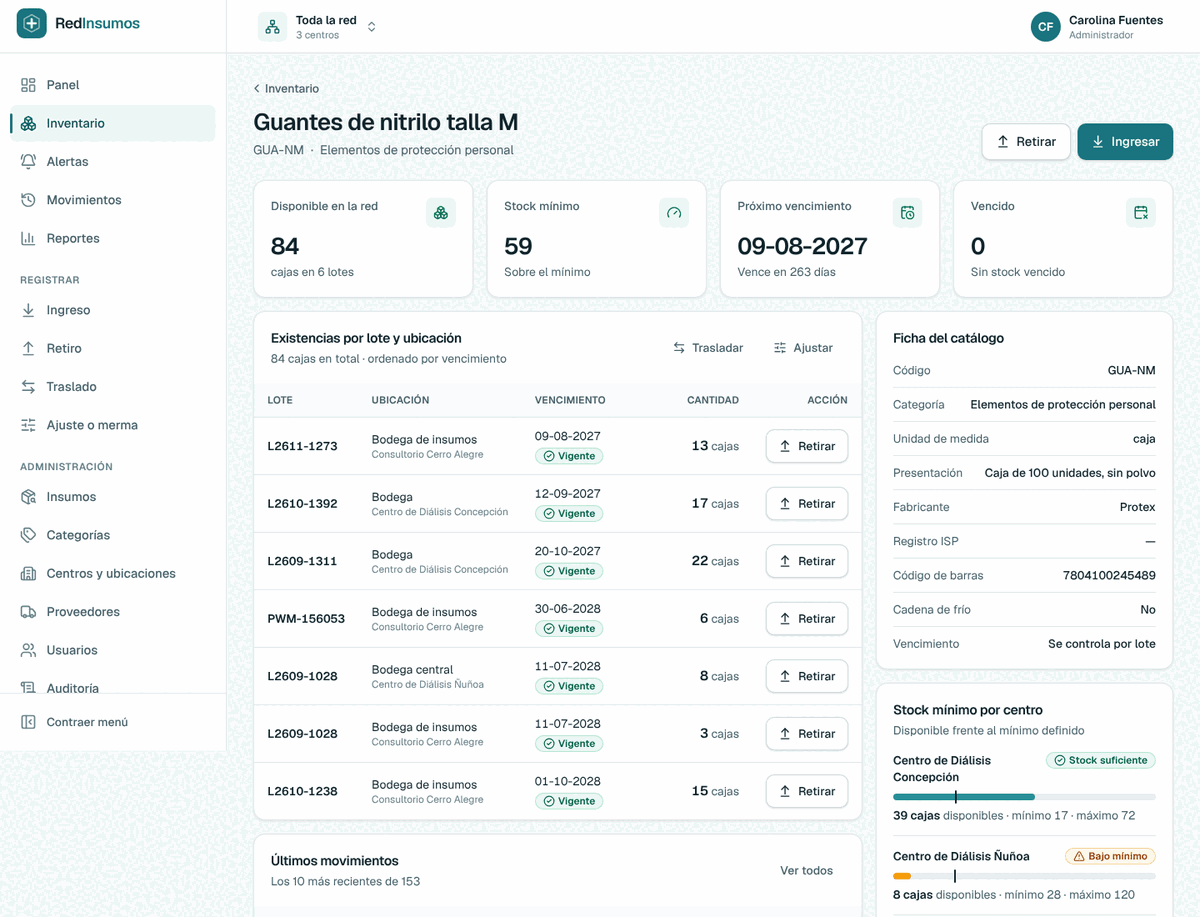 RedInsumos
Toda la red
3 centros
CF
Carolina Fuentes
Administrador
Panel
Inventario
Alertas
Movimientos
Reportes
REGISTRAR
Ingreso
Retiro
Traslado
Ajuste o merma
ADMINISTRACIÓN
Insumos
Categorías
Centros y ubicaciones
Proveedores
Usuarios
Auditoría
Contraer menú
Inventario
Guantes de nitrilo talla M
GUA-NM · Elementos de protección personal
Retirar
Ingresar
Disponible en la red
84
cajas en 6 lotes
Stock mínimo
59
Sobre el mínimo
Próximo vencimiento
09-08-2027
Vence en 263 días
Vencido
0
Sin stock vencido
Existencias por lote y ubicación
84 cajas en total · ordenado por vencimiento
Trasladar
Ajustar
LOTE UBICACIÓN VENCIMIENTO CANTIDAD ACCIÓN
L2611-1273 Bodega de insumos 09-08-2027 13 cajas Retirar
Consultorio Cerro Alegre Vigente
L2610-1392 Bodega 12-09-2027 17 cajas Retirar
Centro de Diálisis Concepción Vigente
L2609-1311 Bodega 20-10-2027 22 cajas Retirar
Centro de Diálisis Concepción Vigente
PWM-156053 Bodega de insumos 30-06-2028 6 cajas Retirar
Consultorio Cerro Alegre Vigente
L2609-1028 Bodega central 11-07-2028 8 cajas Retirar
Centro de Diálisis Ñuñoa Vigente
L2609-1028 Bodega de insumos 11-07-2028 3 cajas Retirar
Consultorio Cerro Alegre Vigente
L2610-1238 Bodega de insumos 01-10-2028 15 cajas Retirar
Consultorio Cerro Alegre Vigente
Últimos movimientos
Los 10 más recientes de 153
Ver todos
Ficha del catálogo
Código GUA-NM
Categoría Elementos de protección personal
Unidad de medida caja
Presentación Caja de 100 unidades, sin polvo
Fabricante Protex
Registro ISP —
Código de barras 7804100245489
Cadena de frío No
Vencimiento Se controla por lote
Stock mínimo por centro
Disponible frente al mínimo definido
Centro de Diálisis Concepción
Stock suficiente
39 cajas disponibles · mínimo 17 · máximo 72
Centro de Diálisis Ñuñoa
Bajo mínimo
8 cajas disponibles · mínimo 28 · máximo 120